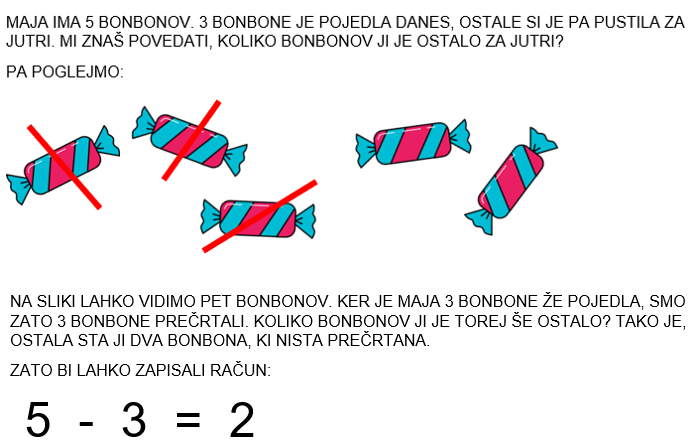 MAJA IMA 5 BONBONOV. 3 BONBONE JE POJEDLA DANES, OSTALE SI JE PA PUSTILA ZA
JUTRI. MI ZNAŠ POVEDATI, KOLIKO BONBONOV JI JE OSTALO ZA JUTRI?
PA POGLEJMO:
NA SLIKI LAHKO VIDIMO PET BONBONOV. KER JE MAJA 3 BONBONE ŽE POJEDLA, SMO
ZATO 3 BONBONE PREČRTALI. KOLIKO BONBONOV JI JE TOREJ ŠE OSTALO? TAKO JE,
OSTALA STA JI DVA BONBONA, KI NISTA PREČRTANA.
ZATO BI LAHKO ZAPISALI RAČUN:
5 - 3 = 2